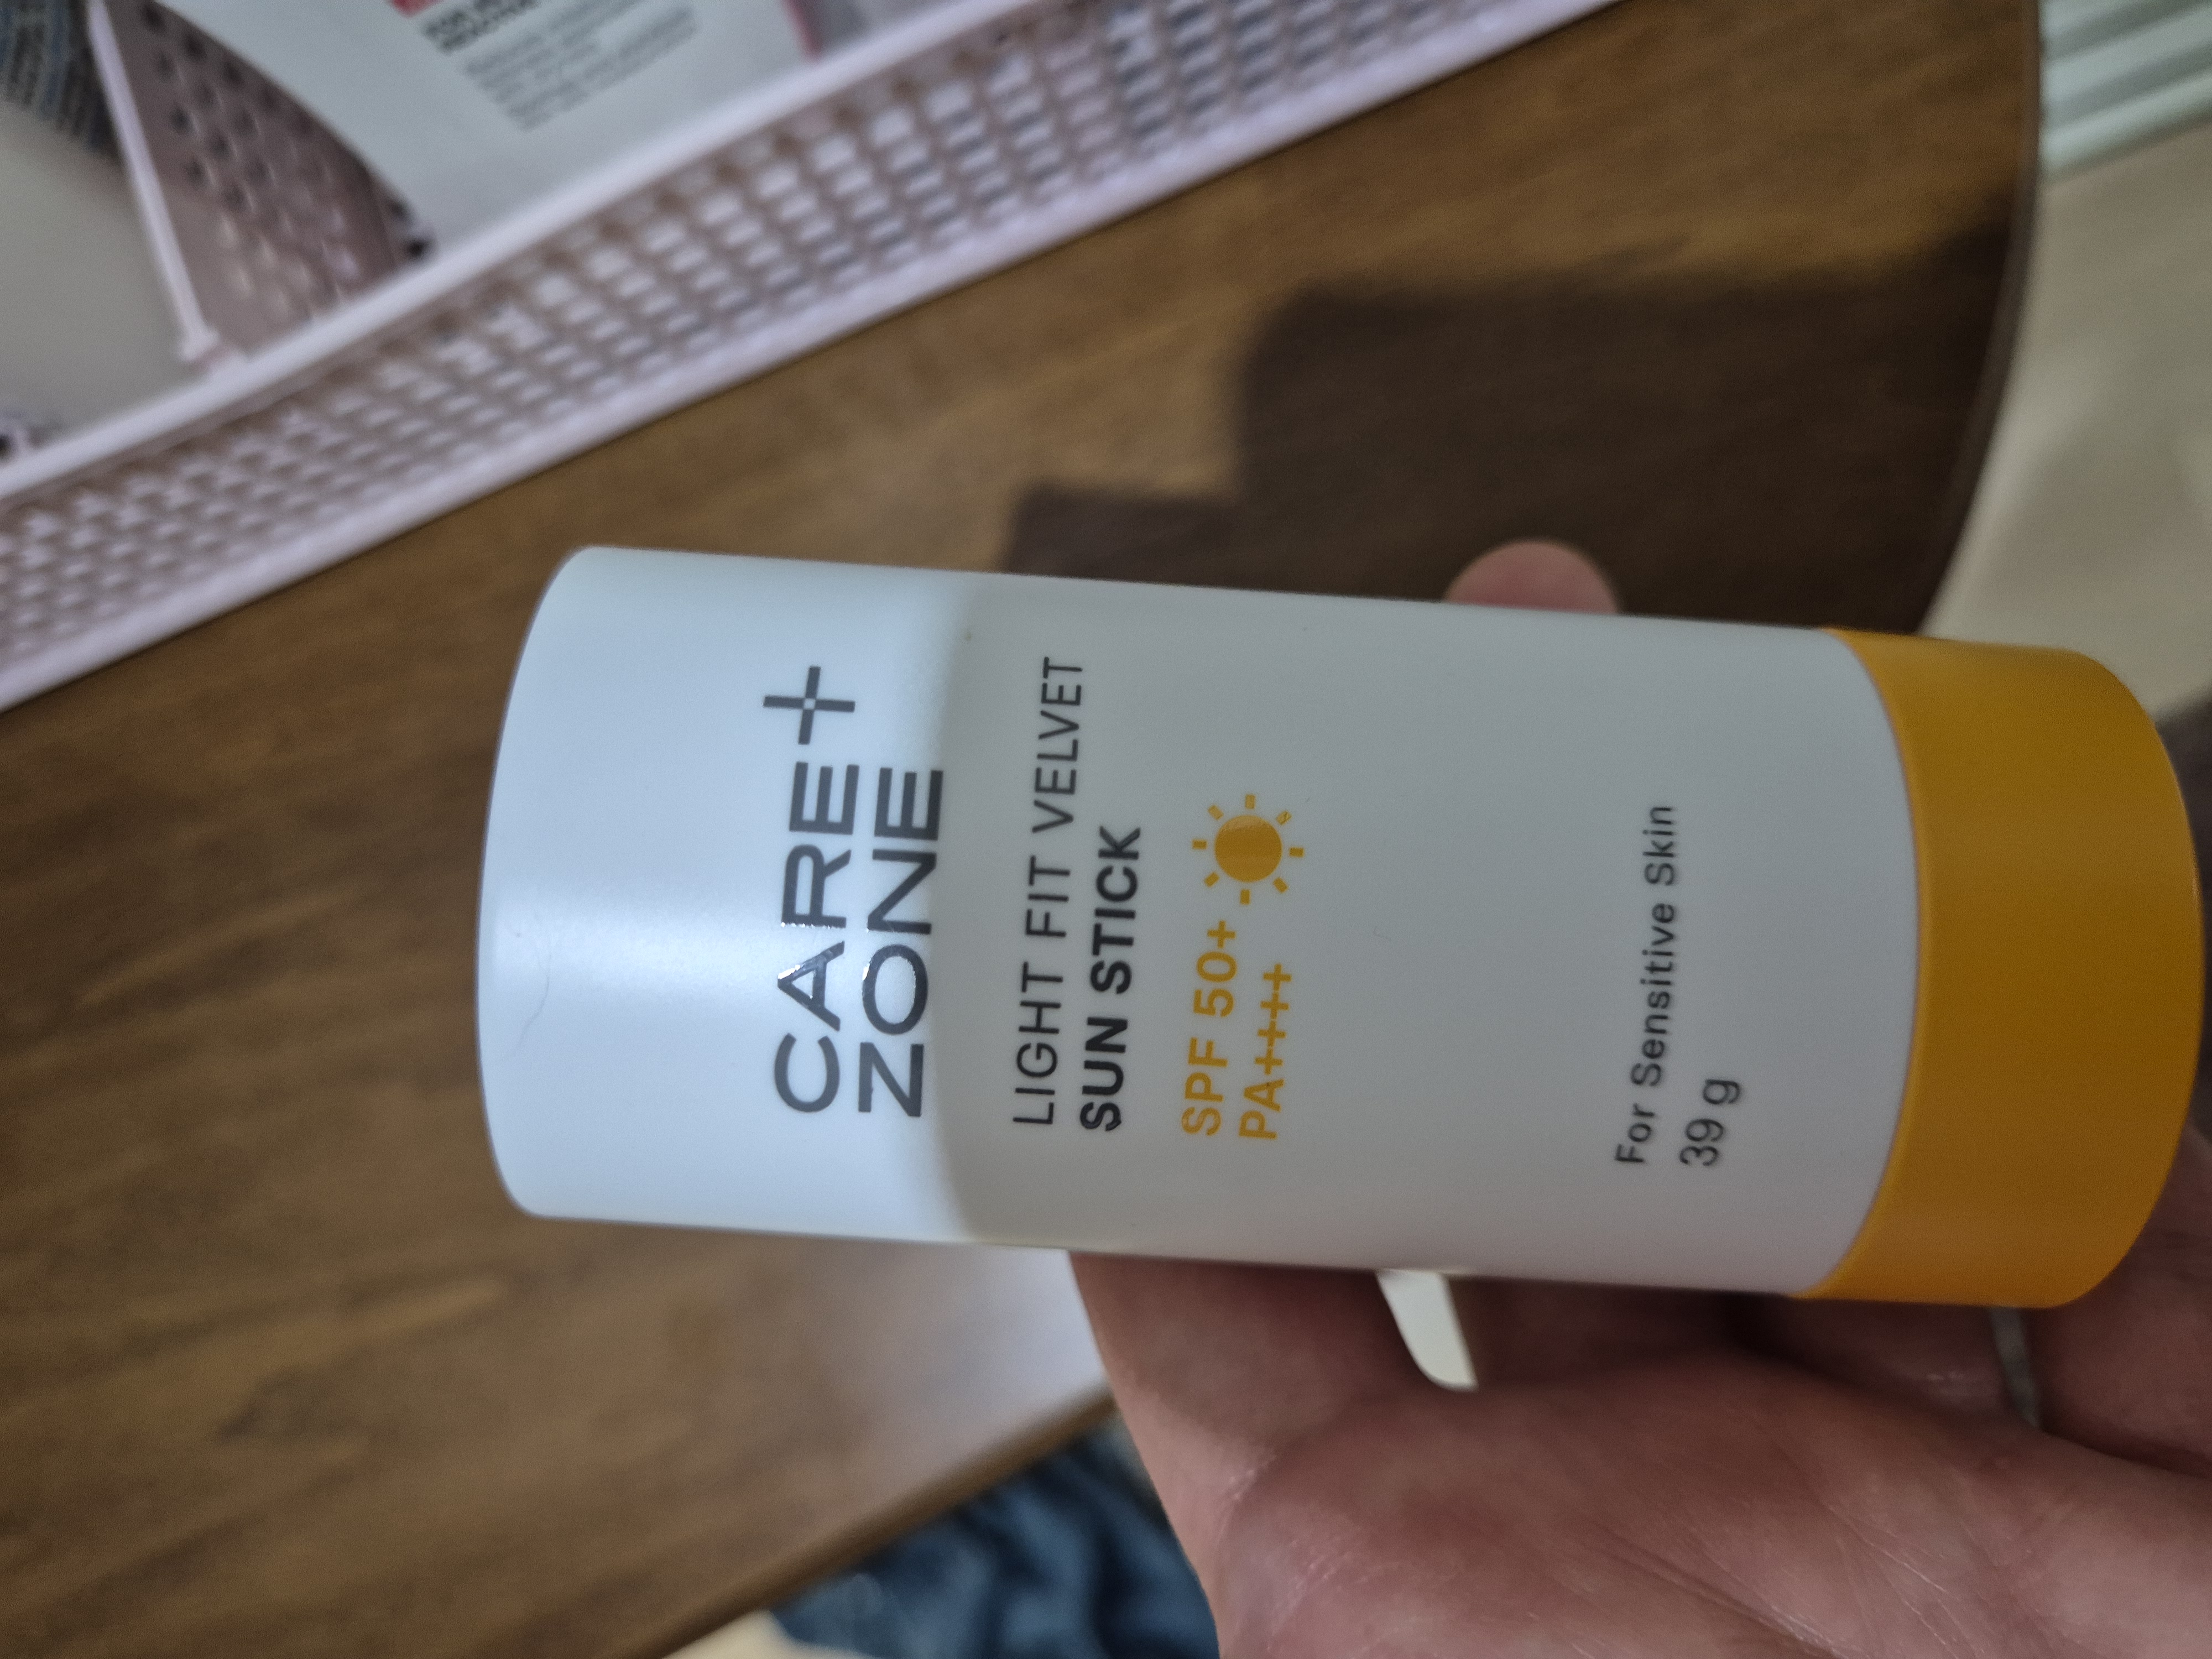 CARE+
ZONE
LIGHT FIT VELVET
SUN STICK
SPF 50+
PA++++
For Sensitive Skin
39 g